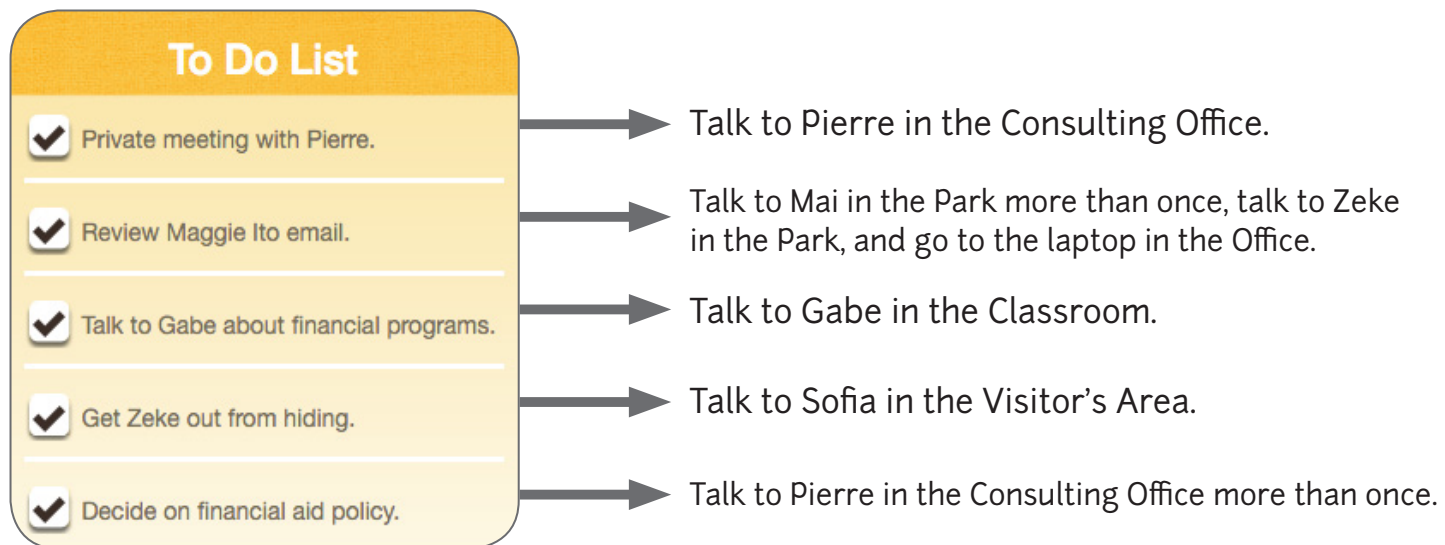 To Do List
Private meeting with Pierre.
Talk to Pierre in the Consulting Office.
Review Maggie Ito email.
Talk to Mai in the Park more than once, talk to Zeke
in the Park, and go to the laptop in the Office.
Talk to Gabe about financial programs.
Talk to Gabe in the Classroom.
Get Zeke out from hiding.
Talk to Sofia in the Visitor’s Area.
Decide on financial aid policy.
Talk to Pierre in the Consulting Office more than once.